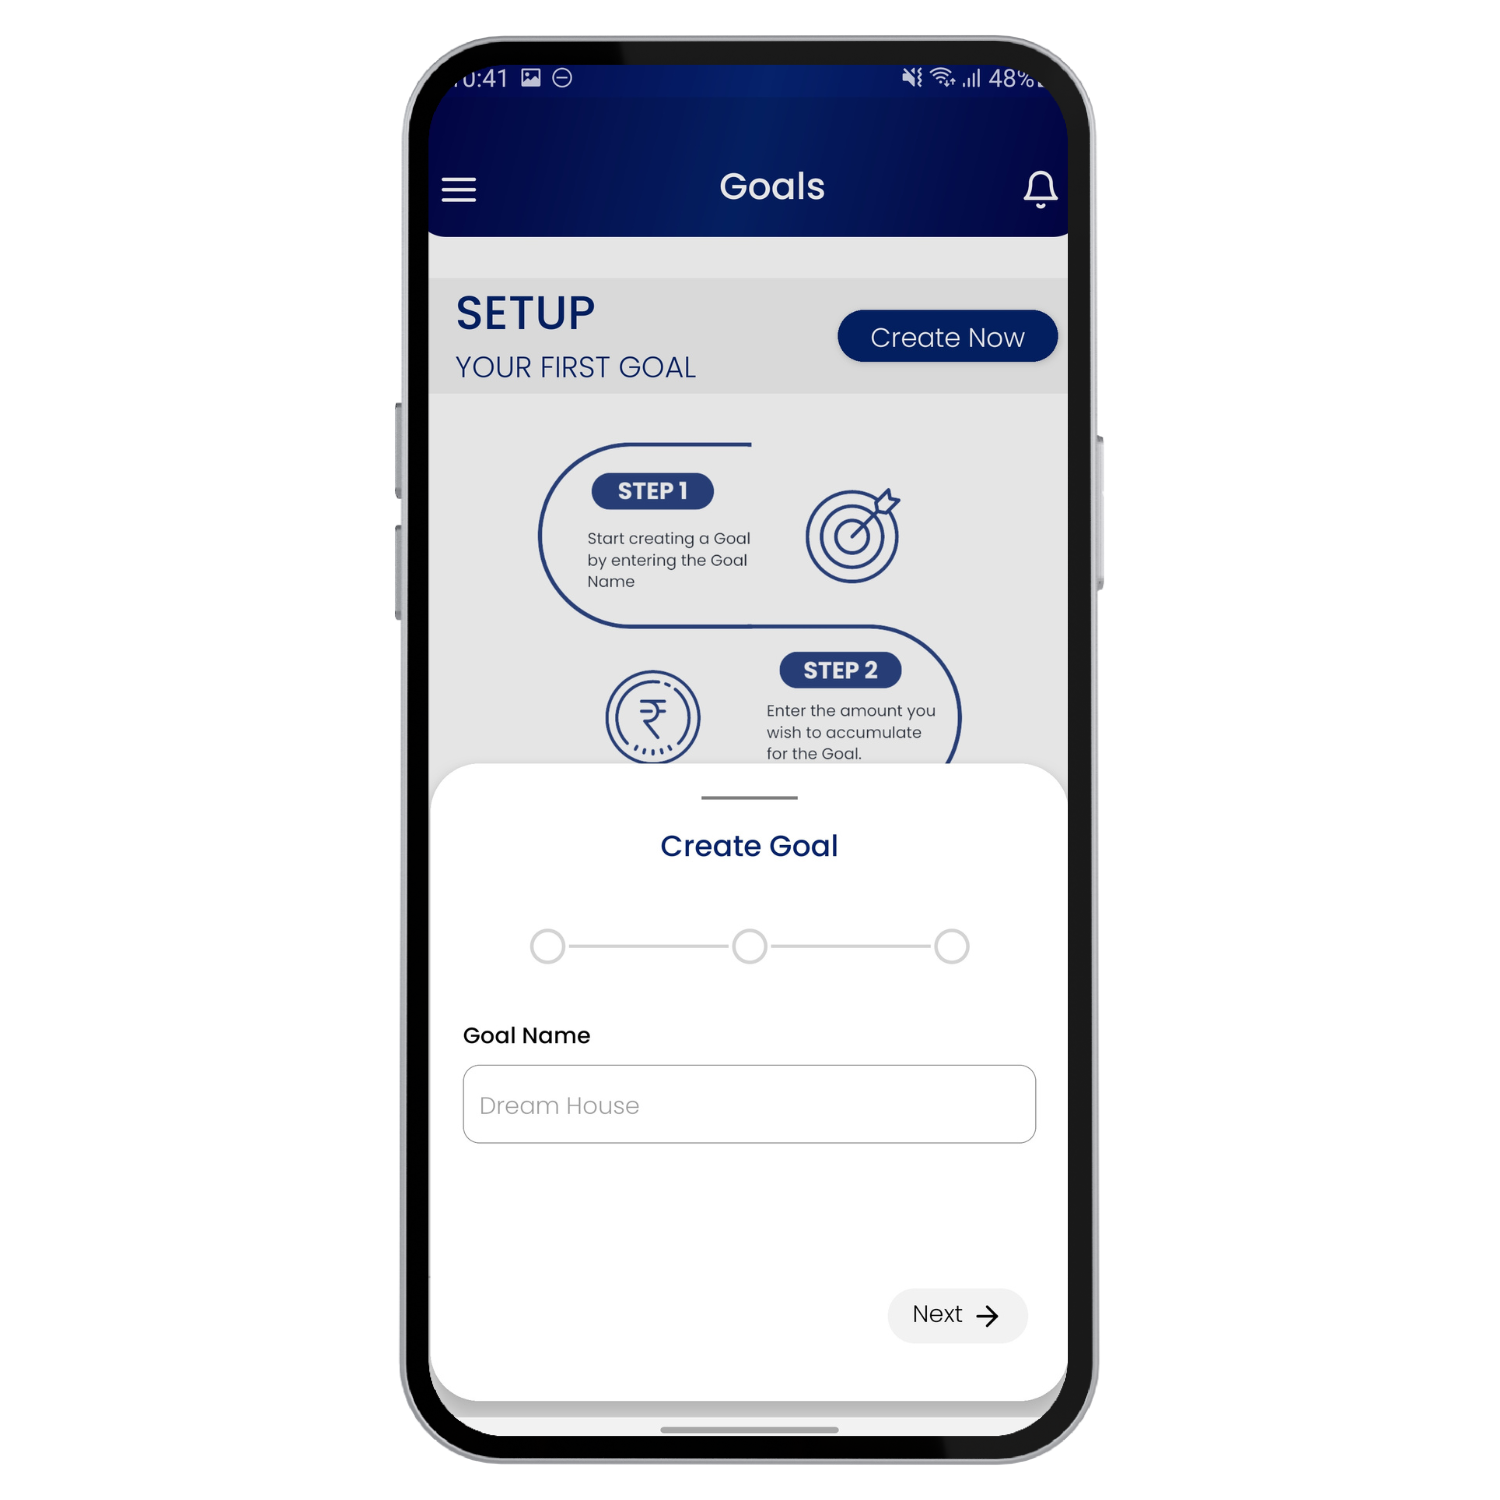 0:41 48%
Goals
SETUP
YOUR FIRST GOAL
Create Now
STEP 1
Start creating a Goal
by entering the Goal
Name
STEP 2
Enter the amount you
wish to accumulate
for the Goal.
Create Goal
Goal Name
Dream House
Next